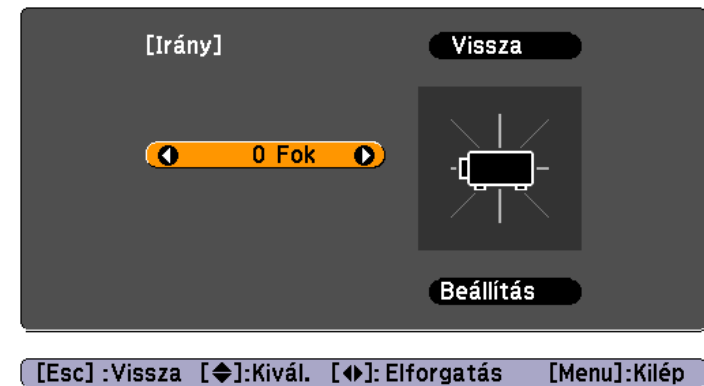 [Irány] Vissza
0 Fok
Beállítás
[Esc] :Vissza [◆]:Kivál. [◆]: Elforgatás [Menu]:Kilép